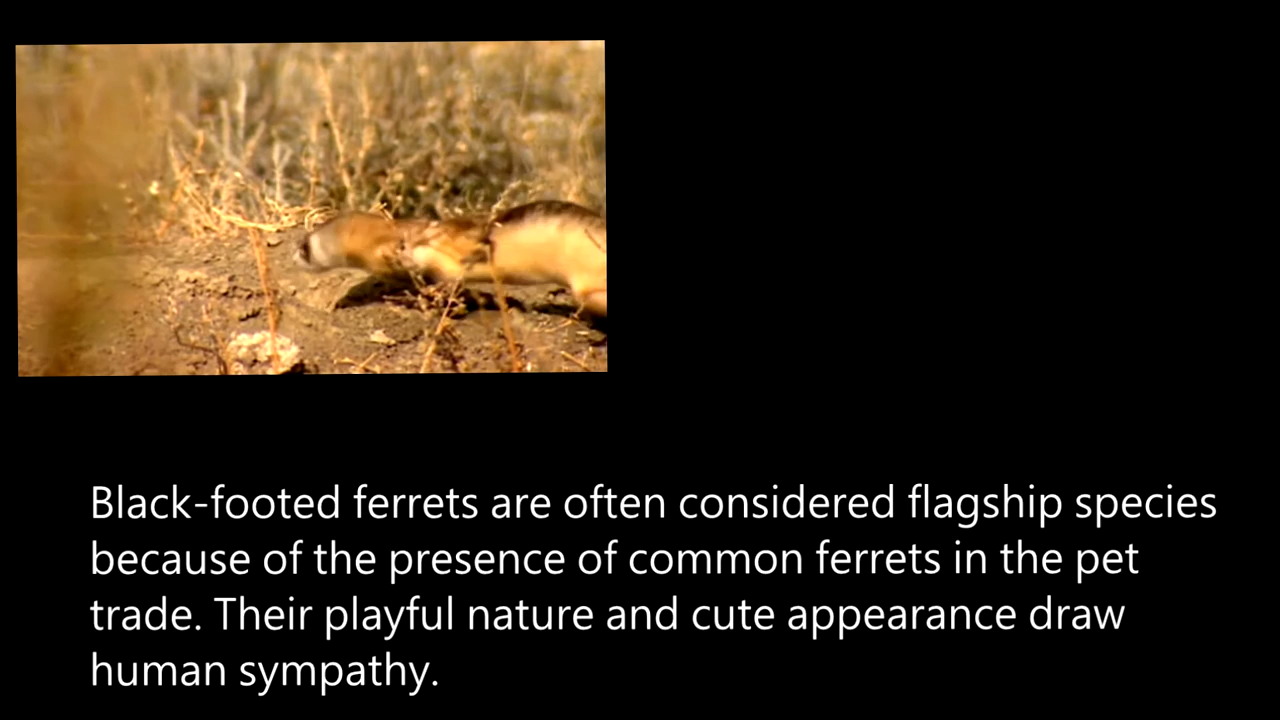 Black-footed ferrets are often considered flagship species
because of the presence of common ferrets in the pet
trade. Their playful nature and cute appearance draw
human sympathy.